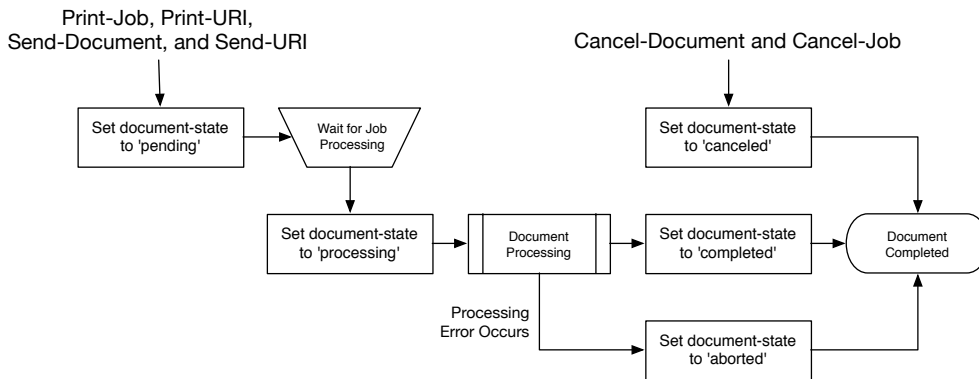 Print-Job, Print-URI,
Send-Document, and Send-URI
Cancel-Document and Cancel-Job
Set document-state
to 'pending'
Wait for Job
Processing
Set document-state
to 'canceled'
Set document-state
to 'processing'
Document
Processing
Set document-state
to 'completed'
Document
Completed
Processing
Error Occurs
Set document-state
to 'aborted'